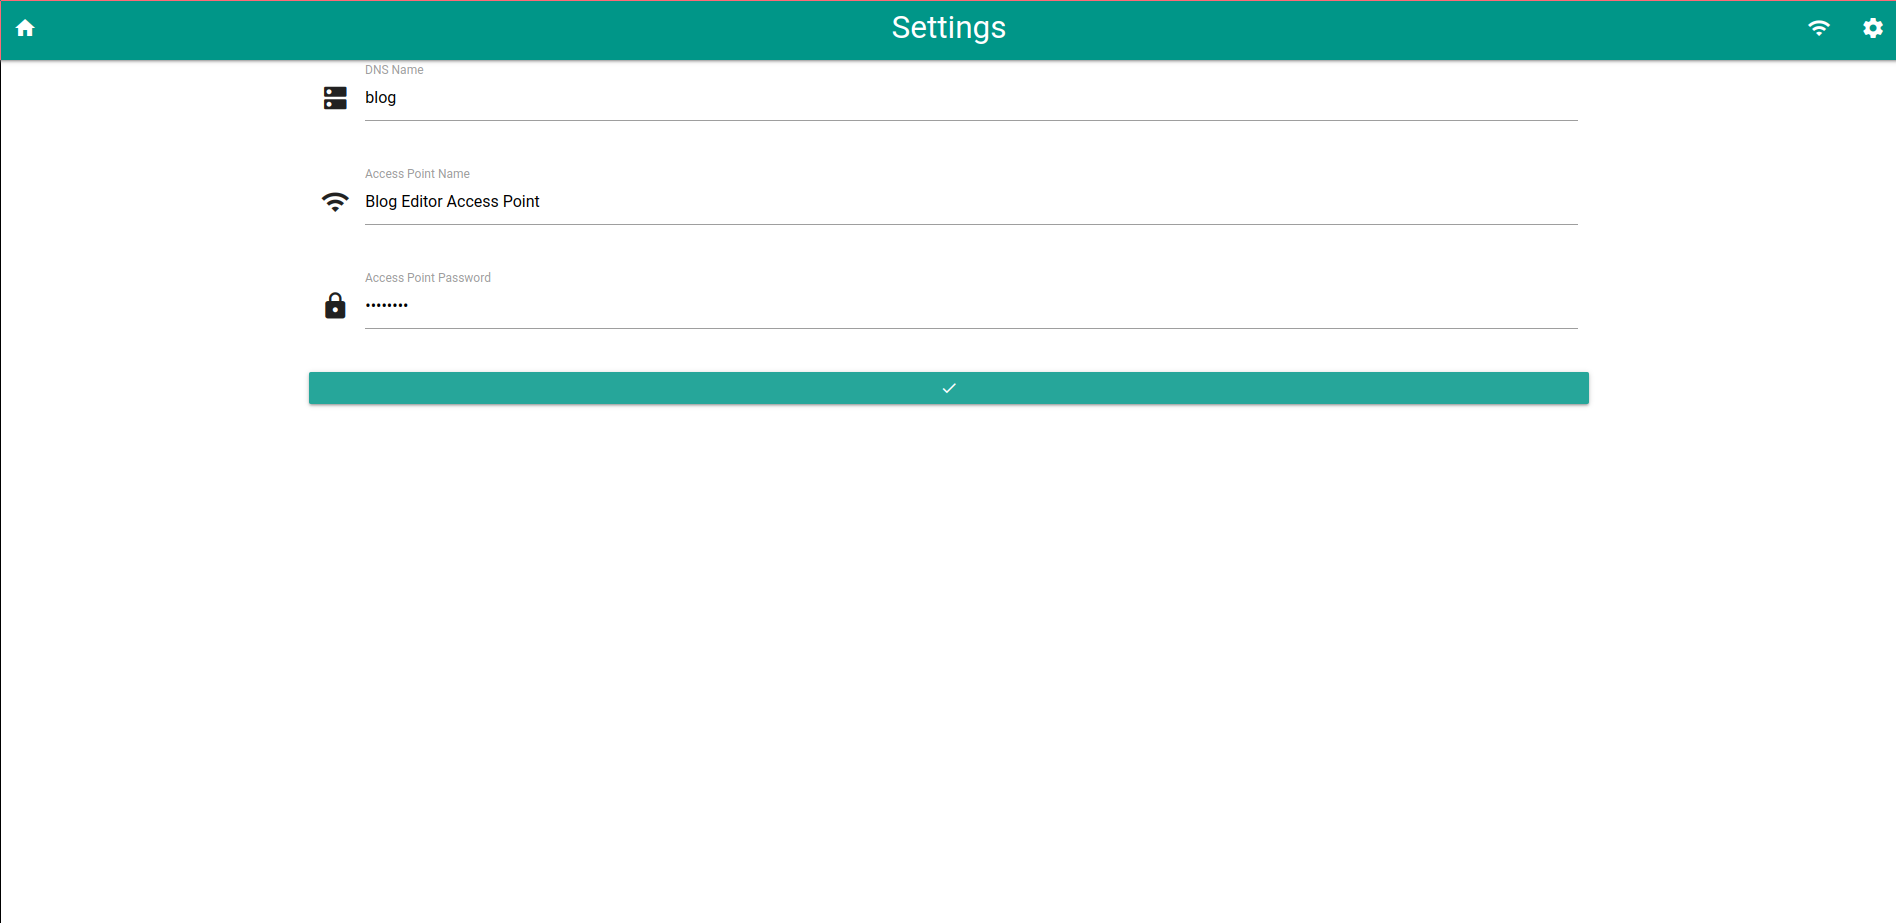 Settings
DNS Name
blog
Access Point Name
Blog Editor Access Point
Access Point Password
••••••••